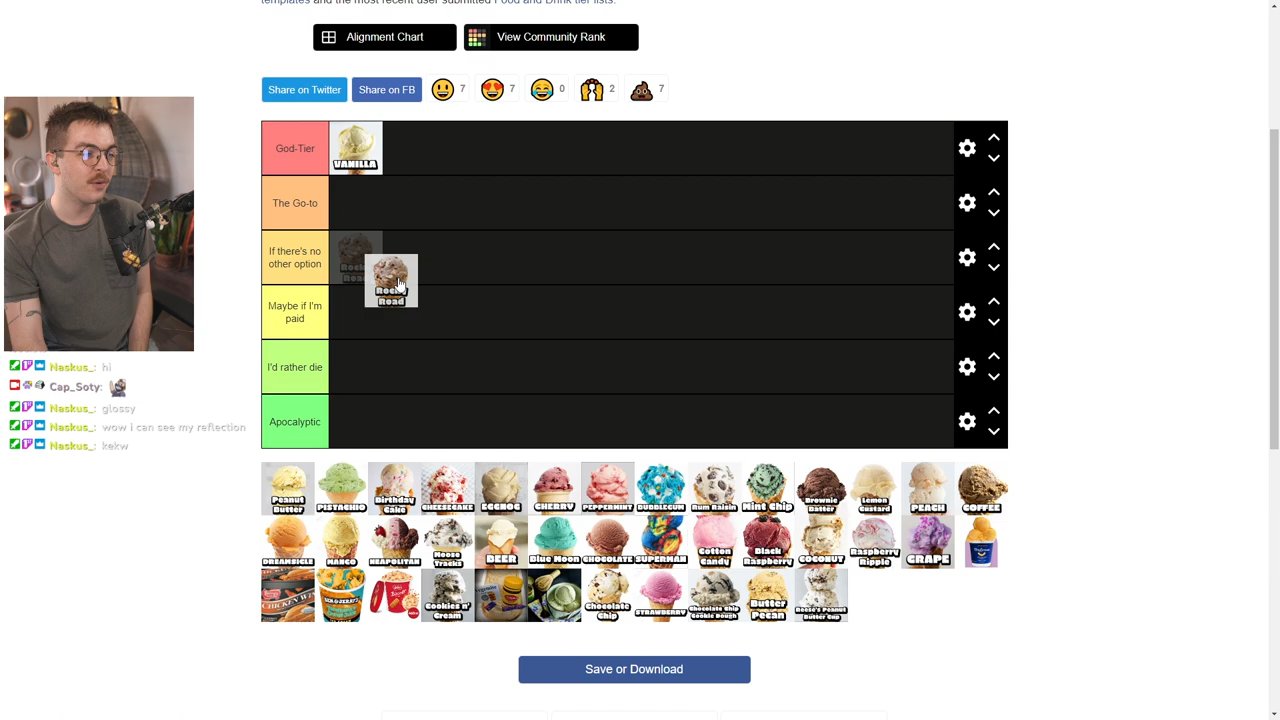 templates and the most recent user submitted Food and Drink tier lists.
Alignment Chart
View Community Rank
Share on Twitter
Share on FB
7
7
0
2
7
God-Tier
VANILLA
The Go-to
If there's no
other option
Rocky
Road
Rocky
Road
Maybe if I'm
paid
I'd rather die
Apocalyptic
Naskus_: hi
Cap_Soty:
Naskus_: glossy
Naskus_: wow i can see my reflection
Naskus_: kekw
Peanut
Butter
PISTACHIO
Birthday
Cake
CHEESECAKE
EGGNOG
CHERRY
PEPPERMINT
BUBBLEGUM
Rum Raisin
Mint Chip
Brownie
Batter
Lemon
Custard
PEACH
COFFEE
DREAMSICLE
MANGO
NEAPOLITAN
Moose
Tracks
BEER
Blue Moon
CHOCOLATE
SUPERMAN
Cotton
Candy
Black
Raspberry
COCONUT
Raspberry
Ripple
GRAPE
CHICKEN WIN
BEN & JERRY'S
Cookies n'
Cream
Chocolate
Chip
STRAWBERRY
Chocolate Chip
Cookie Dough
Butter
Pecan
Reese's Peanut
Butter Cup
Save or Download